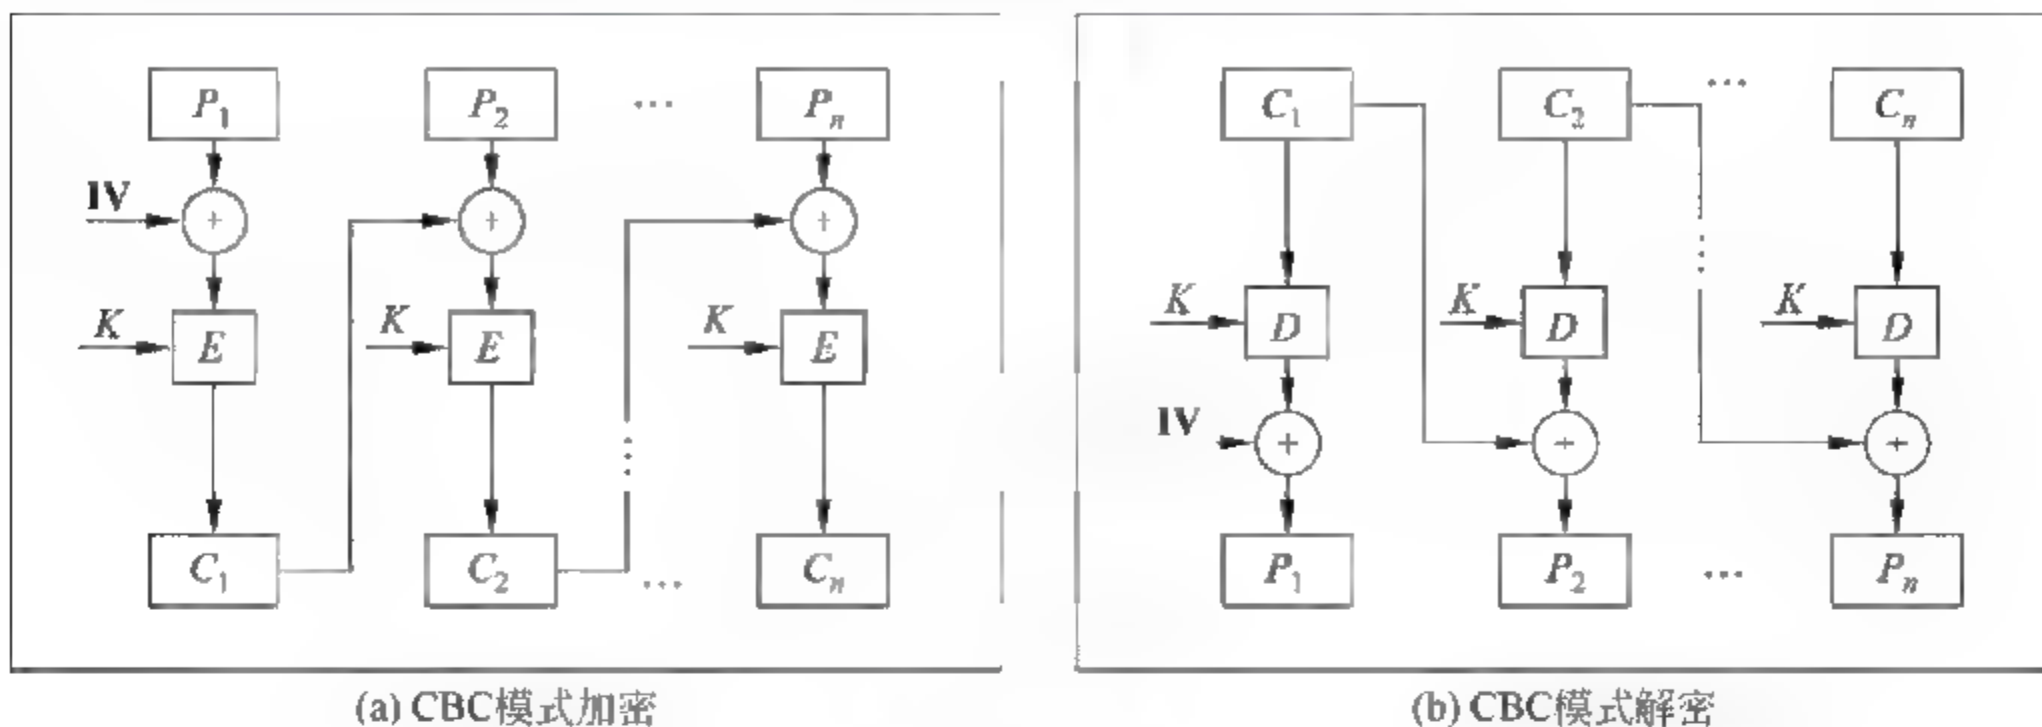 P₁ P₂ … Pₙ
IV + + +
K E K E K E
C₁ C₂ … Cₙ
(a) CBC模式加密
C₁ C₂ … Cₙ
K D K D K D
IV + + +
P₁ P₂ … Pₙ
(b) CBC模式解密